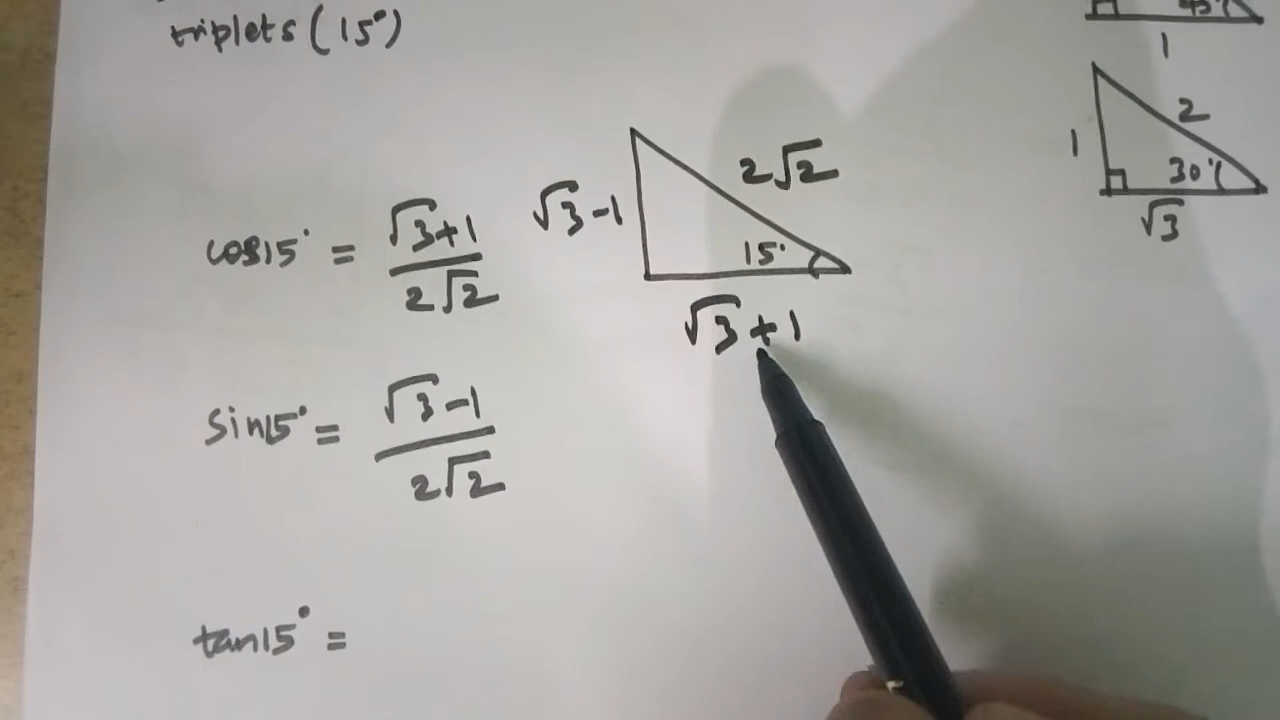 triplets (15°)
45°
1
2
1
30°
√3
2√2
√3-1
15°
√3+1
cos15° = √3+1 / 2√2
sin15° = √3-1 / 2√2
tan15° =